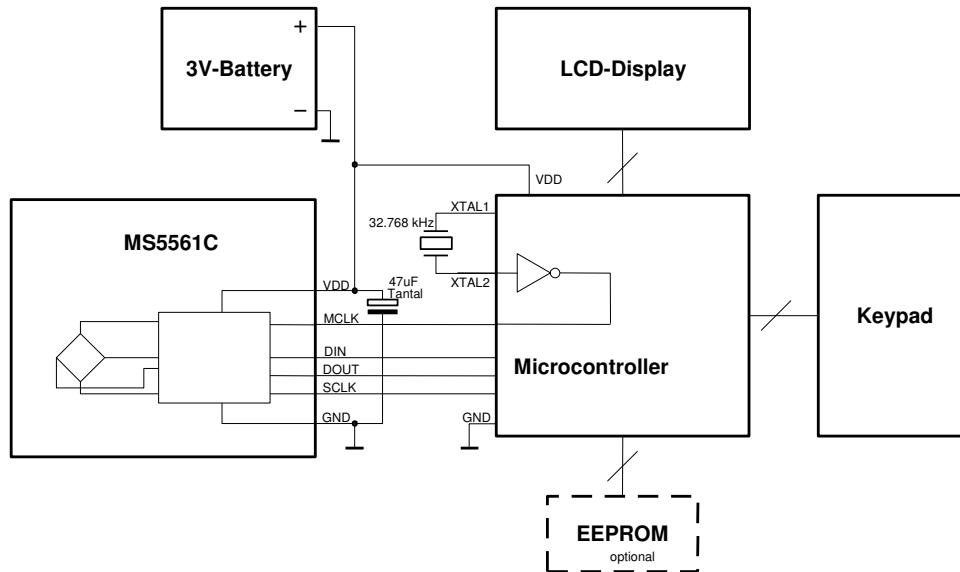 +
3V-Battery
−
LCD-Display
VDD
XTAL1
32.768 kHz
XTAL2
MS5561C
VDD
47uF
Tantal
MCLK
DIN
DOUT
SCLK
GND
GND
Microcontroller
Keypad
EEPROM
optional